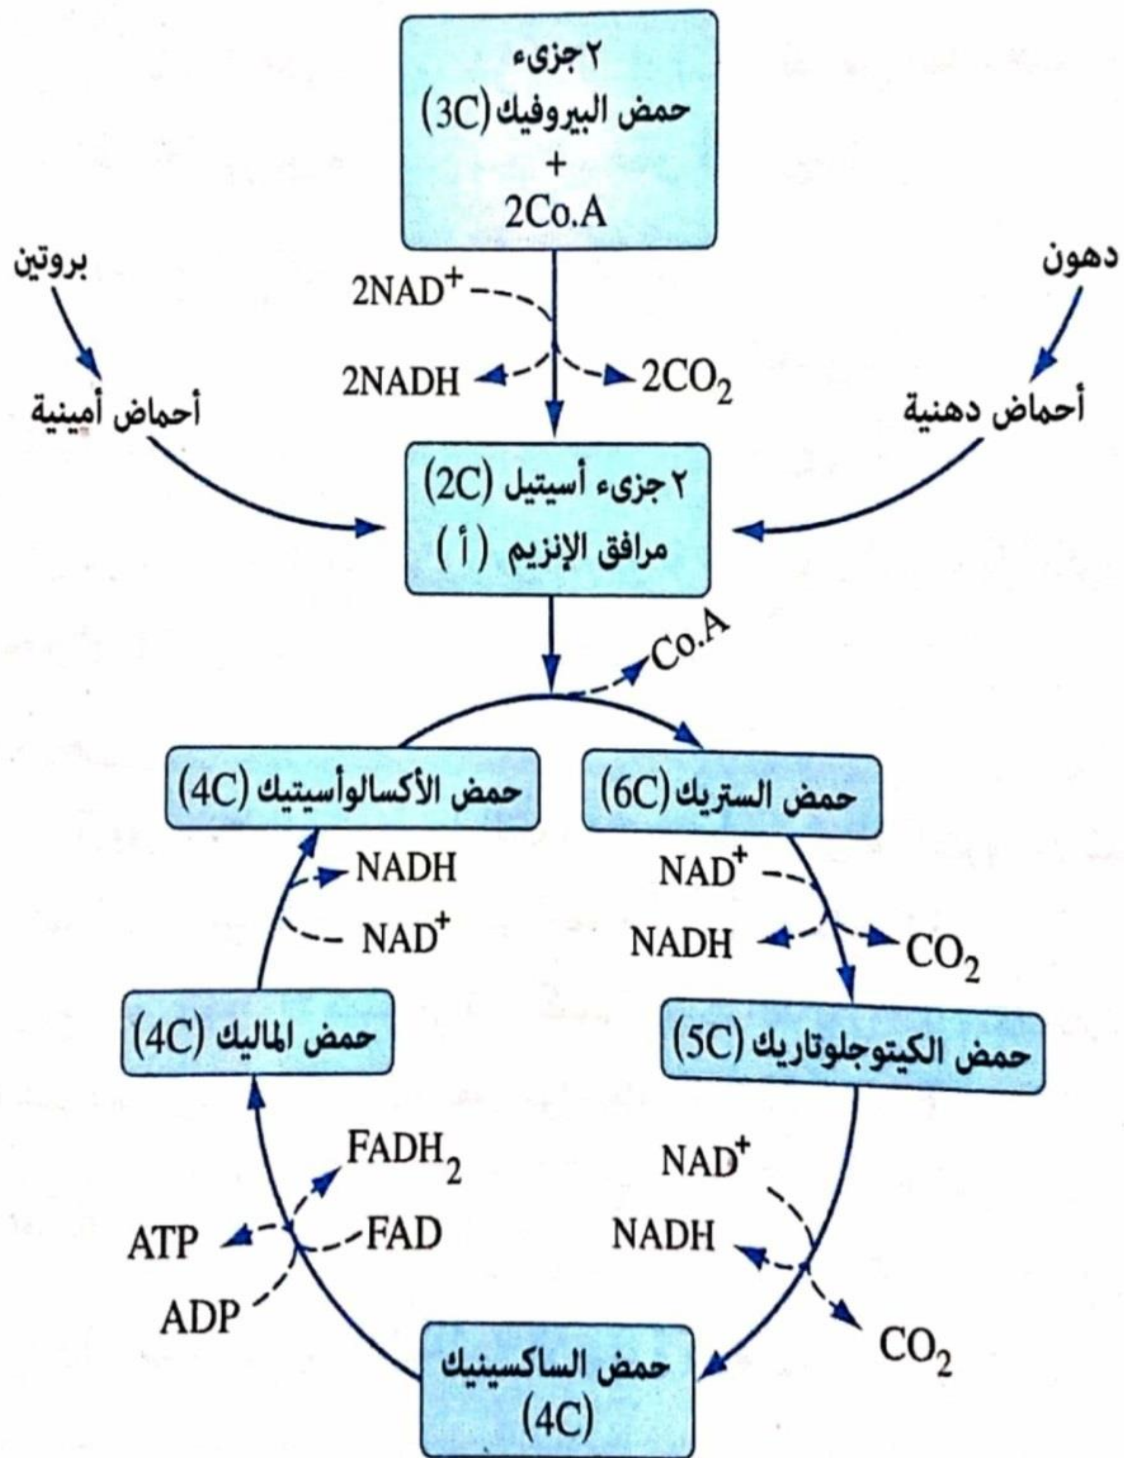 ٢ جزىء
حمض البيروفيك (3C)
+
2Co.A
بروتين
2NAD⁺
دهون
2NADH
2CO₂
أحماض أمينية
أحماض دهنية
٢ جزىء أسيتيل (2C)
مرافق الإنزيم ( أ )
Co.A
حمض الأكسالوأسيتيك (4C)
حمض الستريك (6C)
NADH
NAD⁺
NAD⁺
NADH
CO₂
حمض الماليك (4C)
حمض الكيتوجلوتاريك (5C)
FADH₂
NAD⁺
ATP
FAD
NADH
ADP
CO₂
حمض الساكسينيك
(4C)